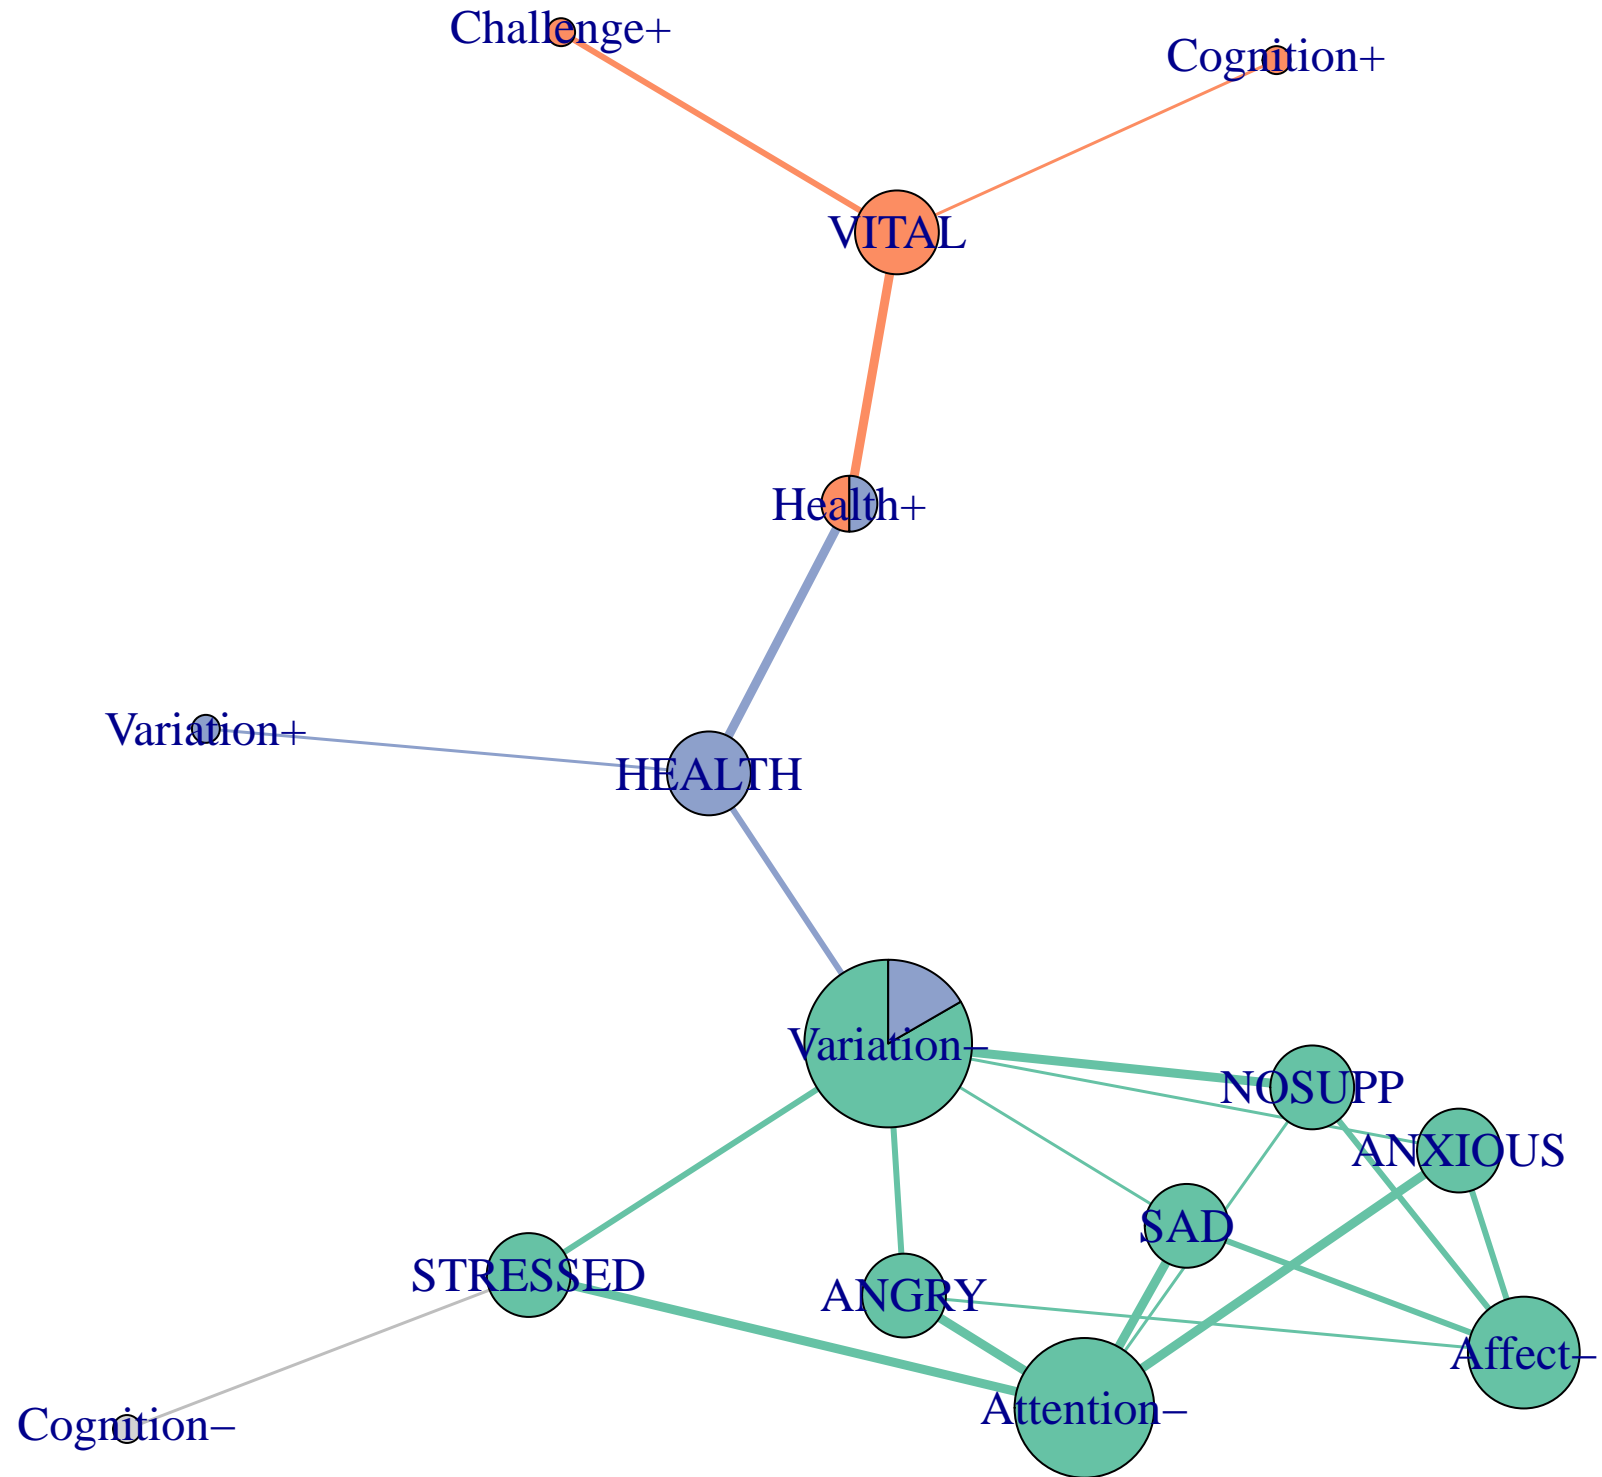 Challenge+
Cognition+
VITAL
Health+
Variation+
HEALTH
Variation−
NOSUPP
ANXIOUS
SAD
STRESSED
ANGRY
Affect−
Attention−
Cognition−